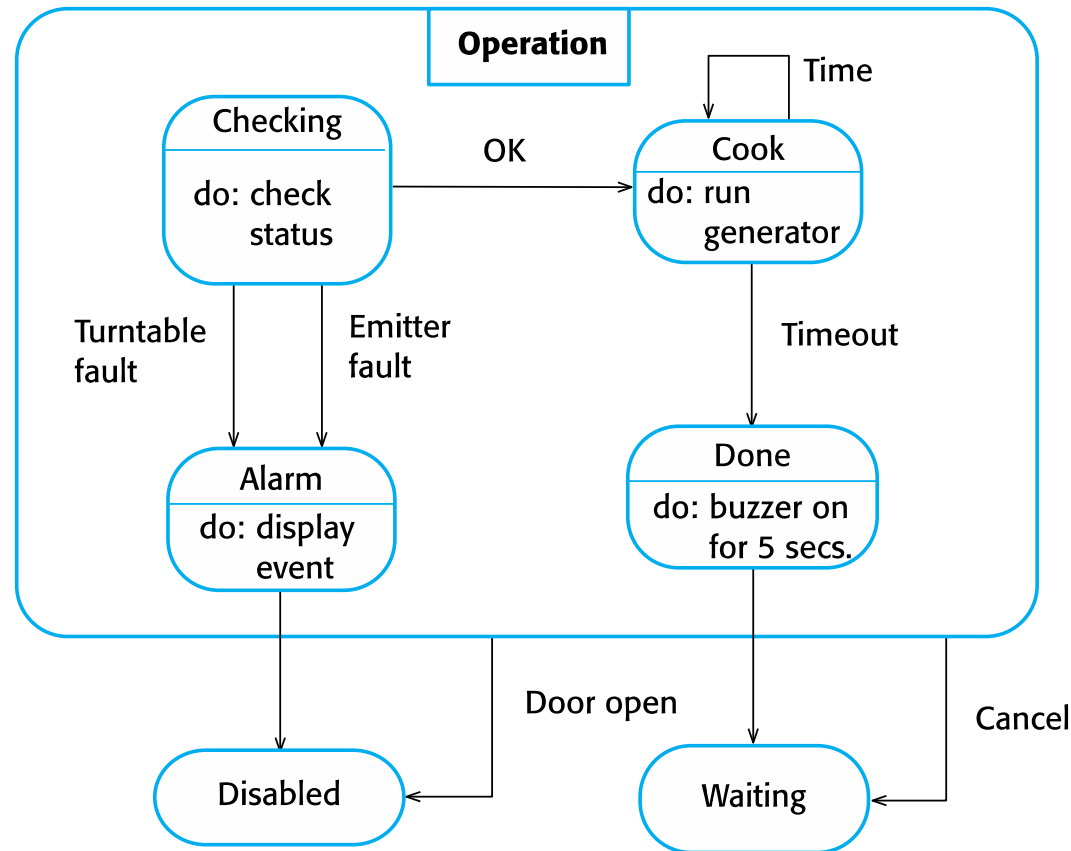 Operation
Time
Checking
OK
Cook
do: check
status
do: run
generator
Turntable
fault
Emitter
fault
Timeout
Alarm
do: display
event
Done
do: buzzer on
for 5 secs.
Door open
Cancel
Disabled
Waiting